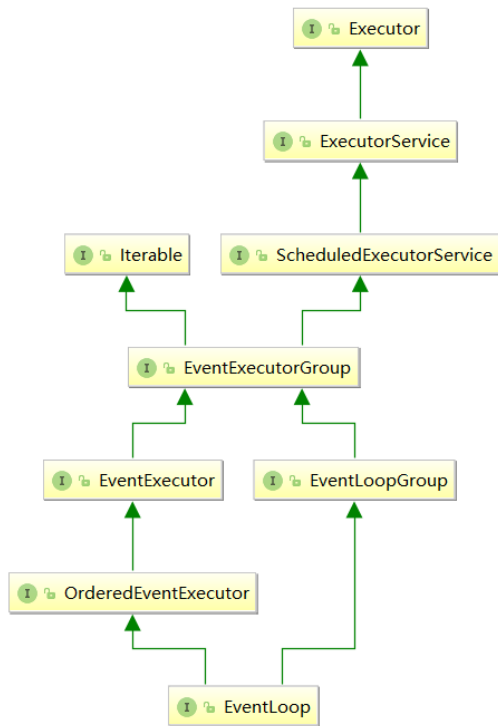 I Executor
I ExecutorService
I Iterable
I ScheduledExecutorService
I EventExecutorGroup
I EventExecutor
I EventLoopGroup
I OrderedEventExecutor
I EventLoop